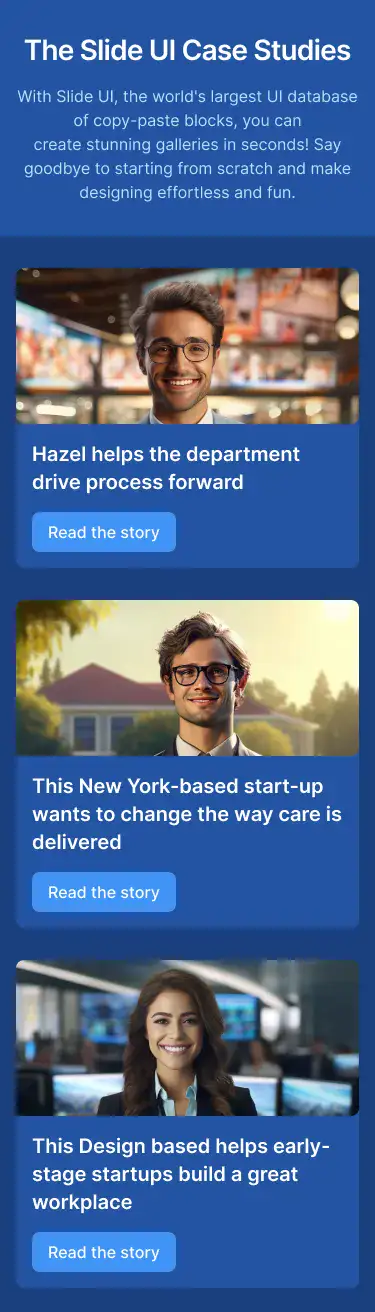 The Slide UI Case Studies
With Slide UI, the world's largest UI database
of copy-paste blocks, you can
create stunning galleries in seconds! Say
goodbye to starting from scratch and make
designing effortless and fun.
Hazel helps the department
drive process forward
Read the story
This New York-based start-up
wants to change the way care is
delivered
Read the story
This Design based helps early-
stage startups build a great
workplace
Read the story